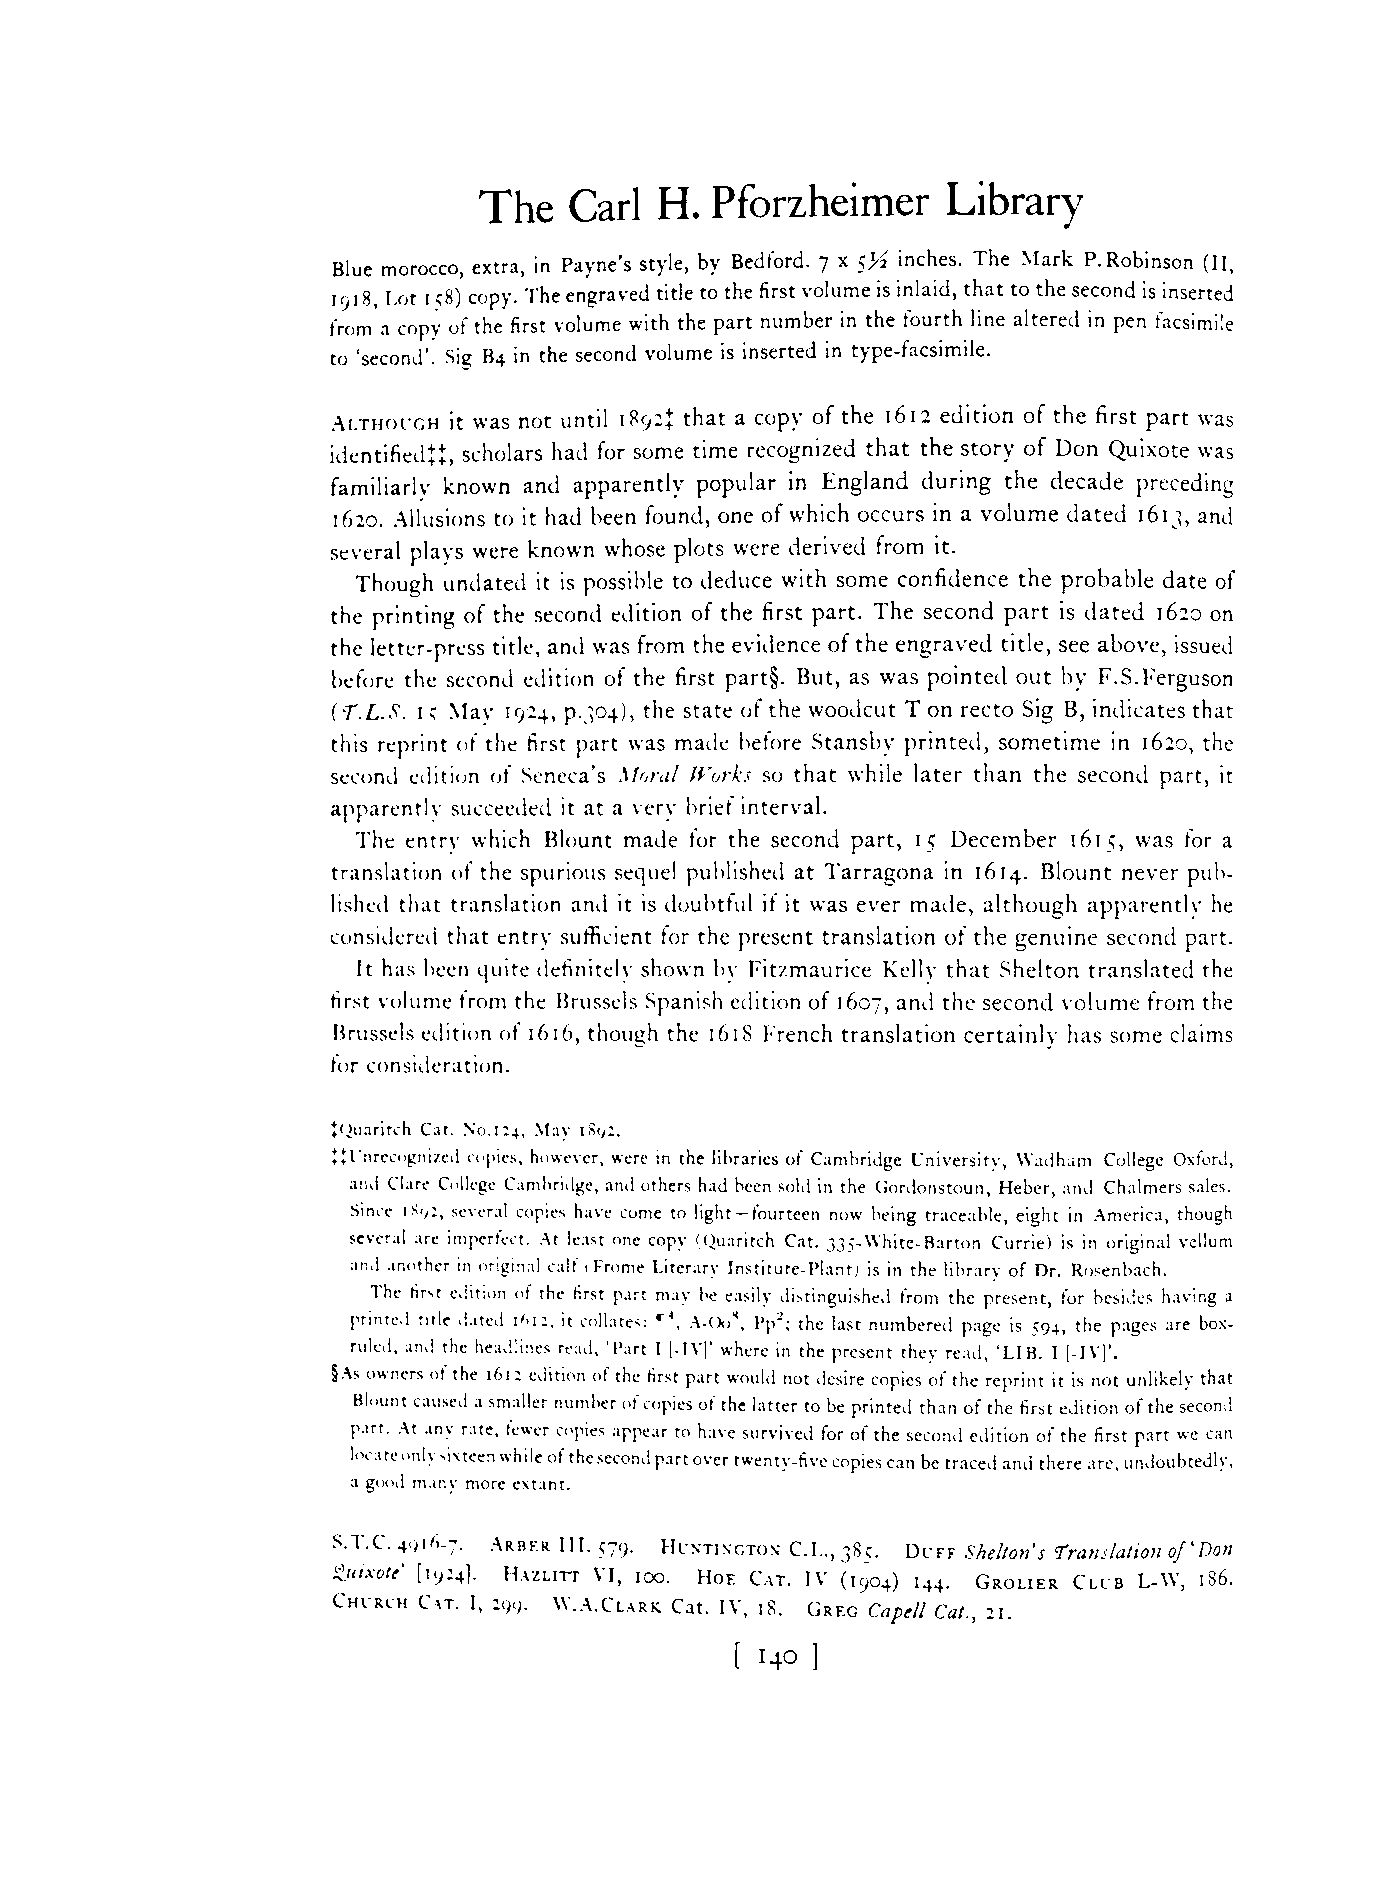 The Carl H. Pforzheimer Library
Blue morocco, extra, in Payne's style, by Bedford. 7 x 5½ inches. The Mark P.Robinson (II,
1918, Lot 158) copy. The engraved title to the first volume is inlaid, that to the second is inserted
from a copy of the first volume with the part number in the fourth line altered in pen facsimile
to 'second'. Sig B4 in the second volume is inserted in type-facsimile.
ALTHOUGH it was not until 1892‡ that a copy of the 1612 edition of the first part was
identified‡‡, scholars had for some time recognized that the story of Don Quixote was
familiarly known and apparently popular in England during the decade preceding
1620. Allusions to it had been found, one of which occurs in a volume dated 1613, and
several plays were known whose plots were derived from it.
Though undated it is possible to deduce with some confidence the probable date of
the printing of the second edition of the first part. The second part is dated 1620 on
the letter-press title, and was from the evidence of the engraved title, see above, issued
before the second edition of the first part§. But, as was pointed out by F.S.Ferguson
(T.L.S. 15 May 1924, p.304), the state of the woodcut T on recto Sig B, indicates that
this reprint of the first part was made before Stansby printed, sometime in 1620, the
second edition of Seneca's Moral Works so that while later than the second part, it
apparently succeeded it at a very brief interval.
The entry which Blount made for the second part, 15 December 1615, was for a
translation of the spurious sequel published at Tarragona in 1614. Blount never pub-
lished that translation and it is doubtful if it was ever made, although apparently he
considered that entry sufficient for the present translation of the genuine second part.
It has been quite definitely shown by Fitzmaurice Kelly that Shelton translated the
first volume from the Brussels Spanish edition of 1607, and the second volume from the
Brussels edition of 1616, though the 1618 French translation certainly has some claims
for consideration.
‡Quaritch Cat. No.124, May 1892.
‡‡Unrecognized copies, however, were in the libraries of Cambridge University, Wadham College Oxford,
and Clare College Cambridge, and others had been sold in the Gordonstoun, Heber, and Chalmers sales.
Since 1892, several copies have come to light—fourteen now being traceable, eight in America, though
several are imperfect. At least one copy (Quaritch Cat. 335-White-Barton Currie) is in original vellum
and another in original calf (Frome Literary Institute-Plant) is in the library of Dr. Rosenbach.
The first edition of the first part may be easily distinguished from the present, for besides having a
printed title dated 1612, it collates: ¶⁴, A-Oo⁸, Pp²; the last numbered page is 594, the pages are box-
ruled, and the headlines read, 'Part I [-IV]' where in the present they read, 'LIB. I [-IV]'.
§As owners of the 1612 edition of the first part would not desire copies of the reprint it is not unlikely that
Blount caused a smaller number of copies of the latter to be printed than of the first edition of the second
part. At any rate, fewer copies appear to have survived for of the second edition of the first part we can
locate only sixteen while of the second part over twenty-five copies can be traced and there are, undoubtedly,
a good many more extant.
S.T.C. 4916-7. ARBER III. 579. HUNTINGTON C.L., 385. DUFF Shelton's Translation of 'Don
Quixote' [1924]. HAZLITT VI, 100. HOE CAT. IV (1904) 144. GROLIER CLUB L-W, 186.
CHURCH CAT. I, 299. W.A.CLARK Cat. IV, 18. GREG Capell Cat., 21.
[ 140 ]